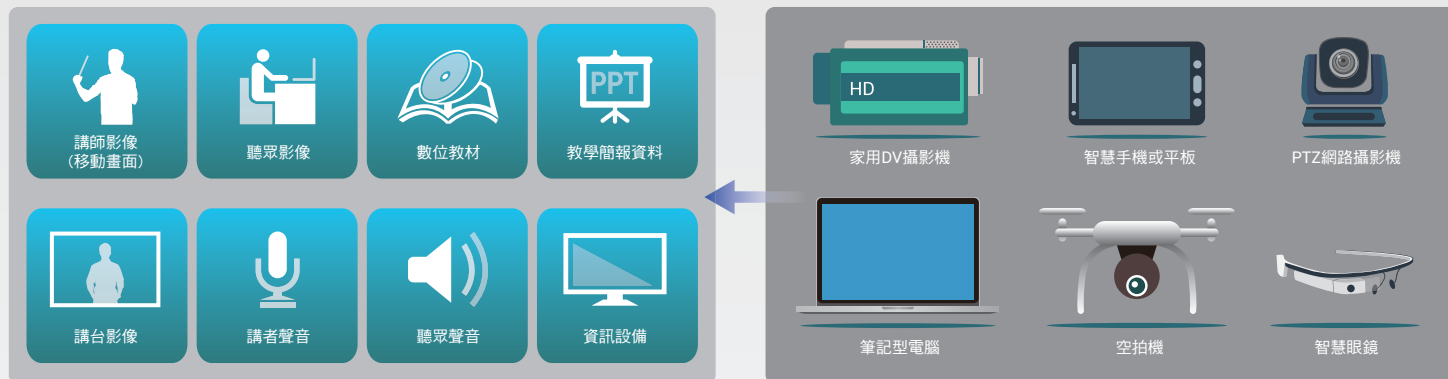 講師影像
(移動畫面)
聽眾影像
數位教材
PPT
教學簡報資料
講台影像
講者聲音
聽眾聲音
資訊設備
HD
家用DV攝影機
智慧手機或平板
PTZ網路攝影機
筆記型電腦
空拍機
智慧眼鏡